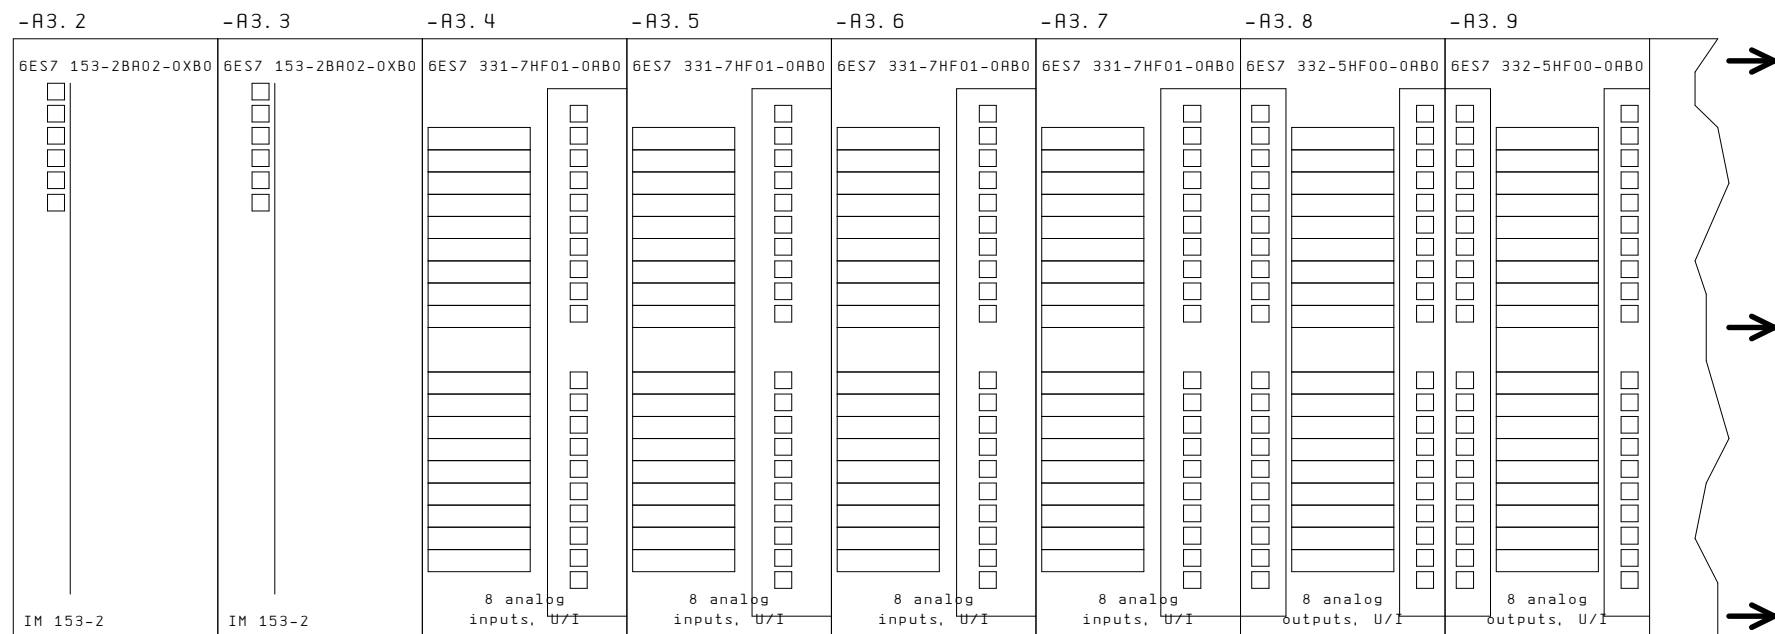 -A3.2 -A3.3 -A3.4 -A3.5 -A3.6 -A3.7 -A3.8 -A3.9
6ES7 153-2BA02-0XB0 6ES7 153-2BA02-0XB0 6ES7 331-7HF01-0AB0 6ES7 331-7HF01-0AB0 6ES7 331-7HF01-0AB0 6ES7 331-7HF01-0AB0 6ES7 332-5HF00-0AB0 6ES7 332-5HF00-0AB0
8 analog 8 analog 8 analog 8 analog 8 analog 8 analog
IM 153-2 IM 153-2 inputs, U/I inputs, U/I inputs, U/I inputs, U/I outputs, U/I outputs, U/I